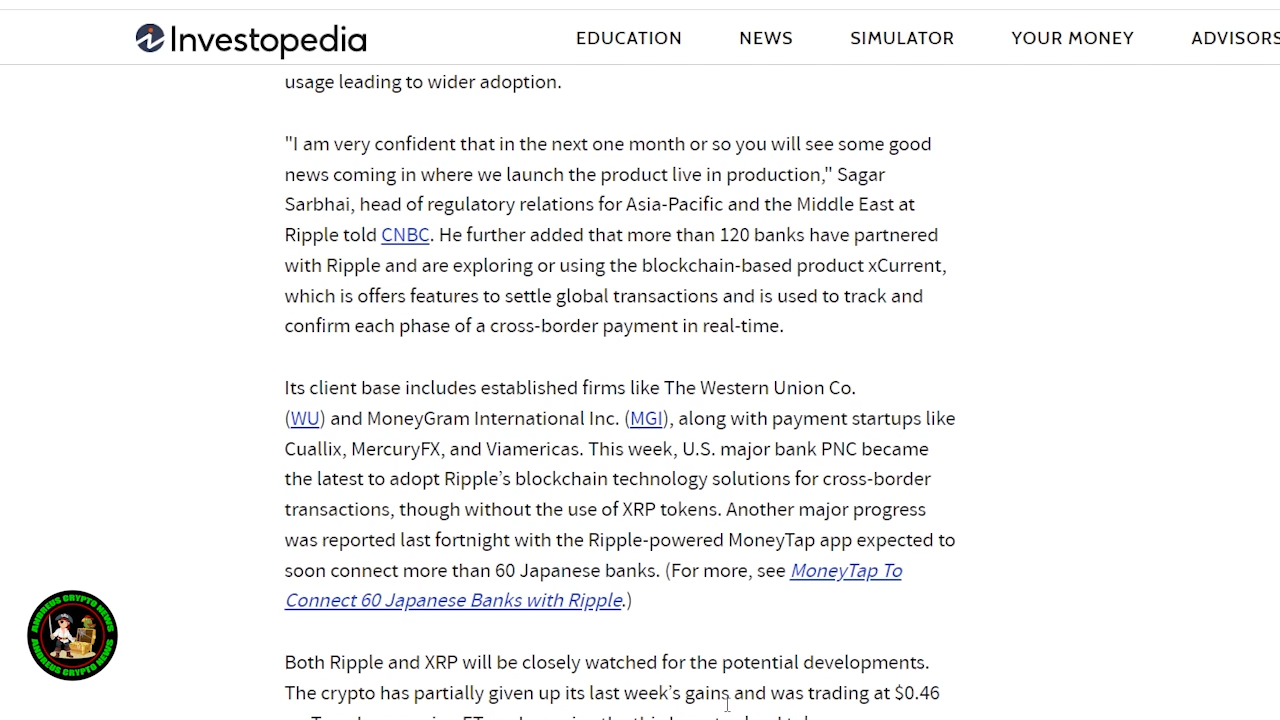 Investopedia
EDUCATION NEWS SIMULATOR YOUR MONEY ADVISORS
usage leading to wider adoption.
"I am very confident that in the next one month or so you will see some good
news coming in where we launch the product live in production," Sagar
Sarbhai, head of regulatory relations for Asia-Pacific and the Middle East at
Ripple told CNBC. He further added that more than 120 banks have partnered
with Ripple and are exploring or using the blockchain-based product xCurrent,
which is offers features to settle global transactions and is used to track and
confirm each phase of a cross-border payment in real-time.
Its client base includes established firms like The Western Union Co.
(WU) and MoneyGram International Inc. (MGI), along with payment startups like
Cuallix, MercuryFX, and Viamericas. This week, U.S. major bank PNC became
the latest to adopt Ripple’s blockchain technology solutions for cross-border
transactions, though without the use of XRP tokens. Another major progress
was reported last fortnight with the Ripple-powered MoneyTap app expected to
soon connect more than 60 Japanese banks. (For more, see MoneyTap To
Connect 60 Japanese Banks with Ripple.)
ANDREUS CRYPTO NEWS
ANDREUS CRYPTO NEWS
Both Ripple and XRP will be closely watched for the potential developments.
The crypto has partially given up its last week’s gains and was trading at $0.46